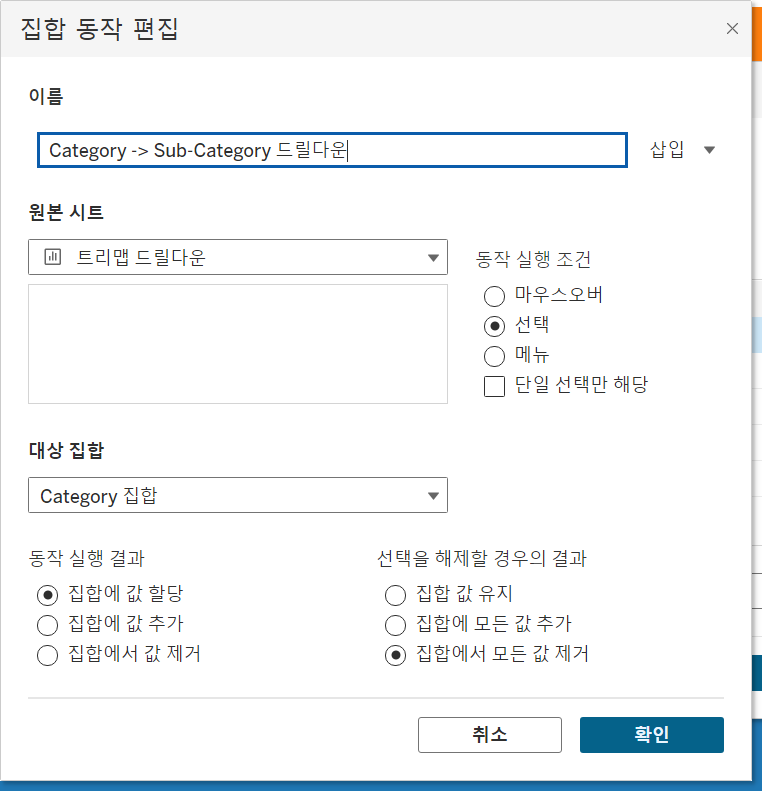 집합 동작 편집
이름
Category -> Sub-Category 드릴다운
삽입
원본 시트
트리맵 드릴다운
동작 실행 조건
마우스오버
선택
메뉴
단일 선택만 해당
대상 집합
Category 집합
동작 실행 결과
선택을 해제할 경우의 결과
집합에 값 할당
집합 값 유지
집합에 값 추가
집합에 모든 값 추가
집합에서 값 제거
집합에서 모든 값 제거
취소
확인